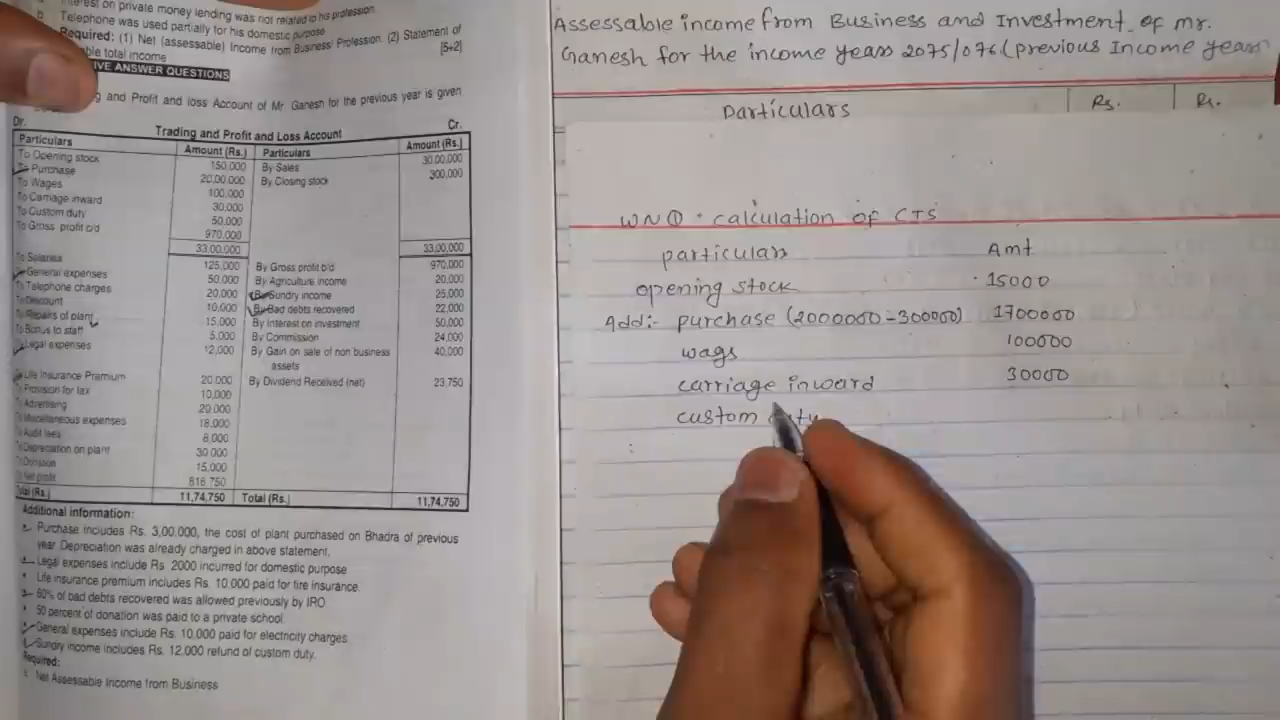 interest on private money lending was not related to his profession
b. Telephone was used partially for his domestic purpose
Required: (1) Net (assessable) Income from Business/ Profession. (2) Statement of
ble total income [5+2]
IVE ANSWER QUESTIONS
g and Profit and loss Account of Mr. Ganesh for the previous year is given
Dr. Trading and Profit and Loss Account Cr.
Particulars Amount (Rs.) Particulars Amount (Rs.)
To Opening stock 150,000 By Sales 30,00,000
To Purchase 20,00,000 By Closing stock 300,000
To Wages 100,000
To Carriage inward 30,000
To Custom duty 50,000
To Gross profit c/d 970,000
33,00,000 33,00,000
To Salaries 125,000 By Gross profit b/d 970,000
To General expenses 50,000 By Agriculture income 20,000
To Telephone charges 20,000 By Sundry income 25,000
To Discount 10,000 By Bad debts recovered 22,000
To Repairs of plant 15,000 By Interest on investment 50,000
To Bonus to staff 5,000 By Commission 24,000
To Legal expenses 12,000 By Gain on sale of non business 40,000
assets
To Life Insurance Premium 20,000 By Dividend Received (net) 23,750
To Provision for tax 10,000
To Advertising 20,000
To Miscellaneous expenses 18,000
To Audit fees 8,000
To Depreciation on plant 30,000
To Donation 15,000
To Net profit 816,750
Total (Rs.) 11,74,750 Total (Rs.) 11,74,750
Additional information:
Purchase includes Rs. 3,00,000, the cost of plant purchased on Bhadra of previous
year. Depreciation was already charged in above statement.
Legal expenses include Rs. 2000 incurred for domestic purpose
Life insurance premium includes Rs. 10,000 paid for fire insurance.
60% of bad debts recovered was allowed previously by IRO
50 percent of donation was paid to a private school.
General expenses include Rs. 10,000 paid for electricity charges
Sundry income includes Rs. 12,000 refund of custom duty.
Required:
Net Assessable Income from Business
Assessable income from Business and Investment of mr.
Ganesh for the income years 2075/076 (previous Income years
Particulars Rs. Rs.
WN ① . calculation of CTS
particulars Amt
opening stock 15000
Add:- purchase (2000000-300000) 1700000
wags 100000
carriage inward 30000
custom